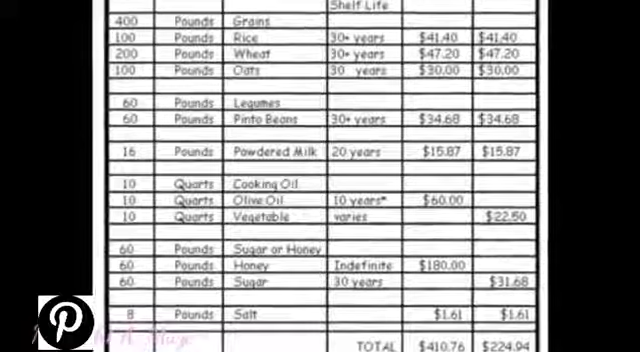 Shelf Life
400 Pounds Grains
100 Pounds Rice 30+ years $41.40 $41.40
200 Pounds Wheat 30+ years $47.20 $47.20
100 Pounds Oats 30 years $30.00 $30.00
60 Pounds Legumes
60 Pounds Pinto Beans 30+ years $34.68 $34.68
16 Pounds Powdered Milk 20 years $15.87 $15.87
10 Quarts Cooking Oil
10 Quarts Olive Oil 10 years* $60.00
10 Quarts Vegetable varies $22.50
60 Pounds Sugar or Honey
60 Pounds Honey Indefinite $180.00
60 Pounds Sugar 30 years $31.68
8 Pounds Salt $1.61 $1.61
TOTAL $410.76 $224.94